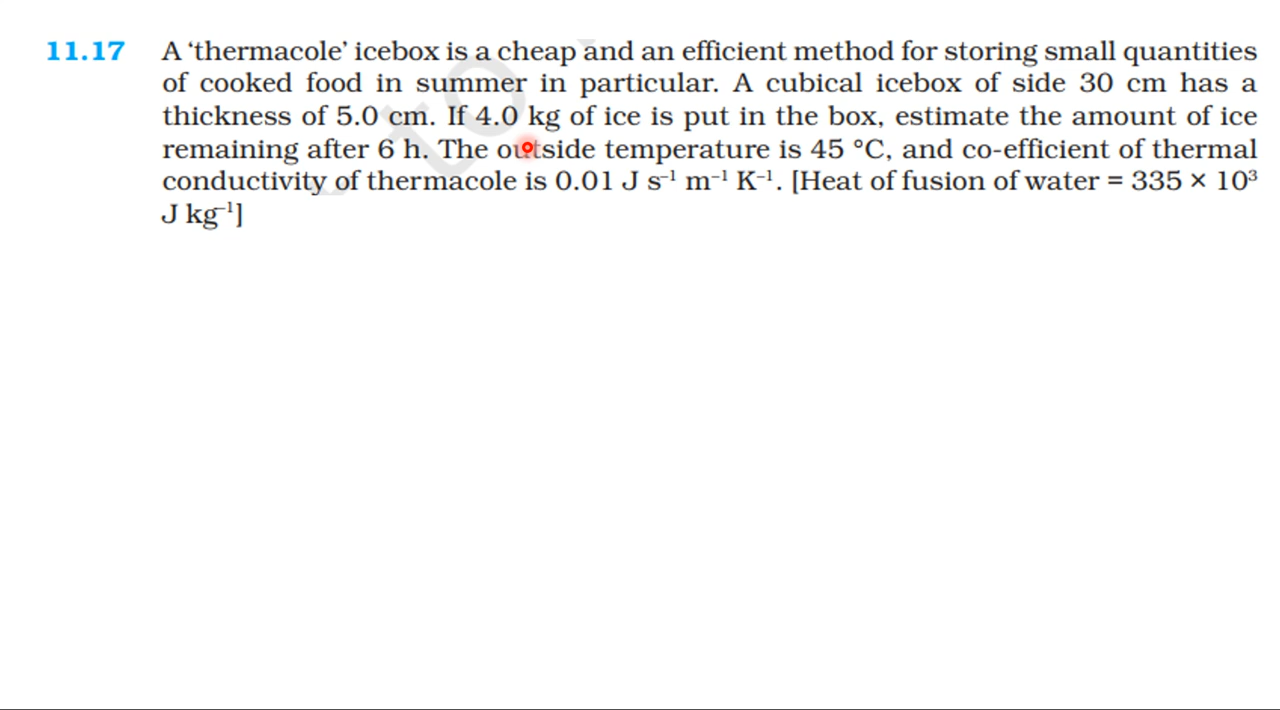 11.17 A ‘thermacole’ icebox is a cheap and an efficient method for storing small quantities
of cooked food in summer in particular. A cubical icebox of side 30 cm has a
thickness of 5.0 cm. If 4.0 kg of ice is put in the box, estimate the amount of ice
remaining after 6 h. The outside temperature is 45 °C, and co-efficient of thermal
conductivity of thermacole is 0.01 J s⁻¹ m⁻¹ K⁻¹. [Heat of fusion of water = 335 × 10³
J kg⁻¹]
to